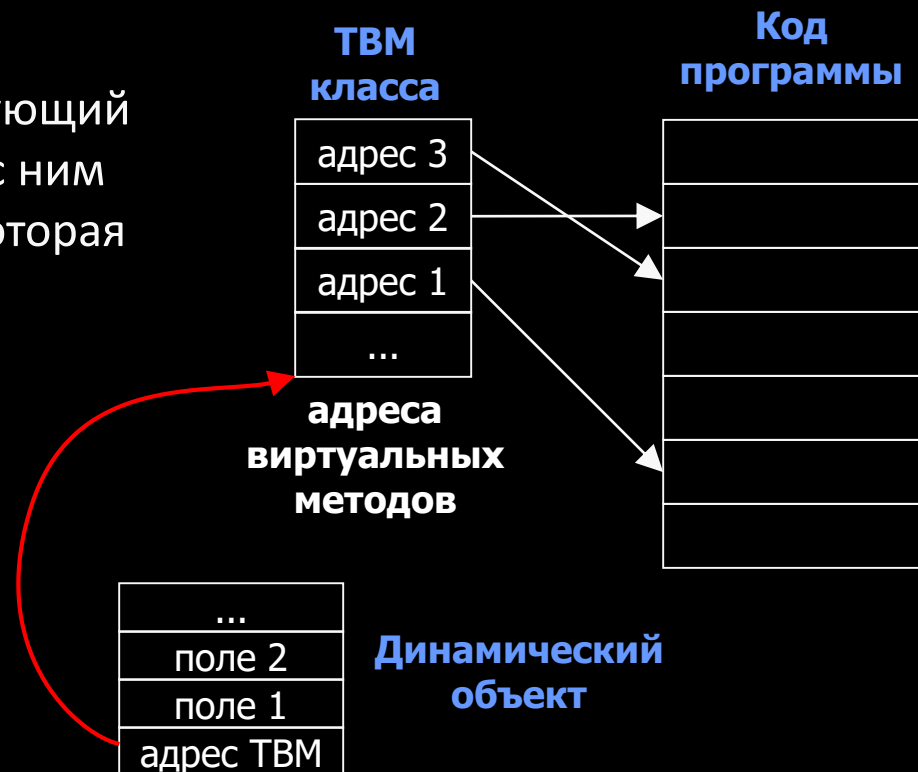 ующий
с ним
оторая
ТВМ
класса
адрес 3
адрес 2
адрес 1
...
адреса
виртуальных
методов
Код
программы
...
поле 2
поле 1
адрес ТВМ
Динамический
объект